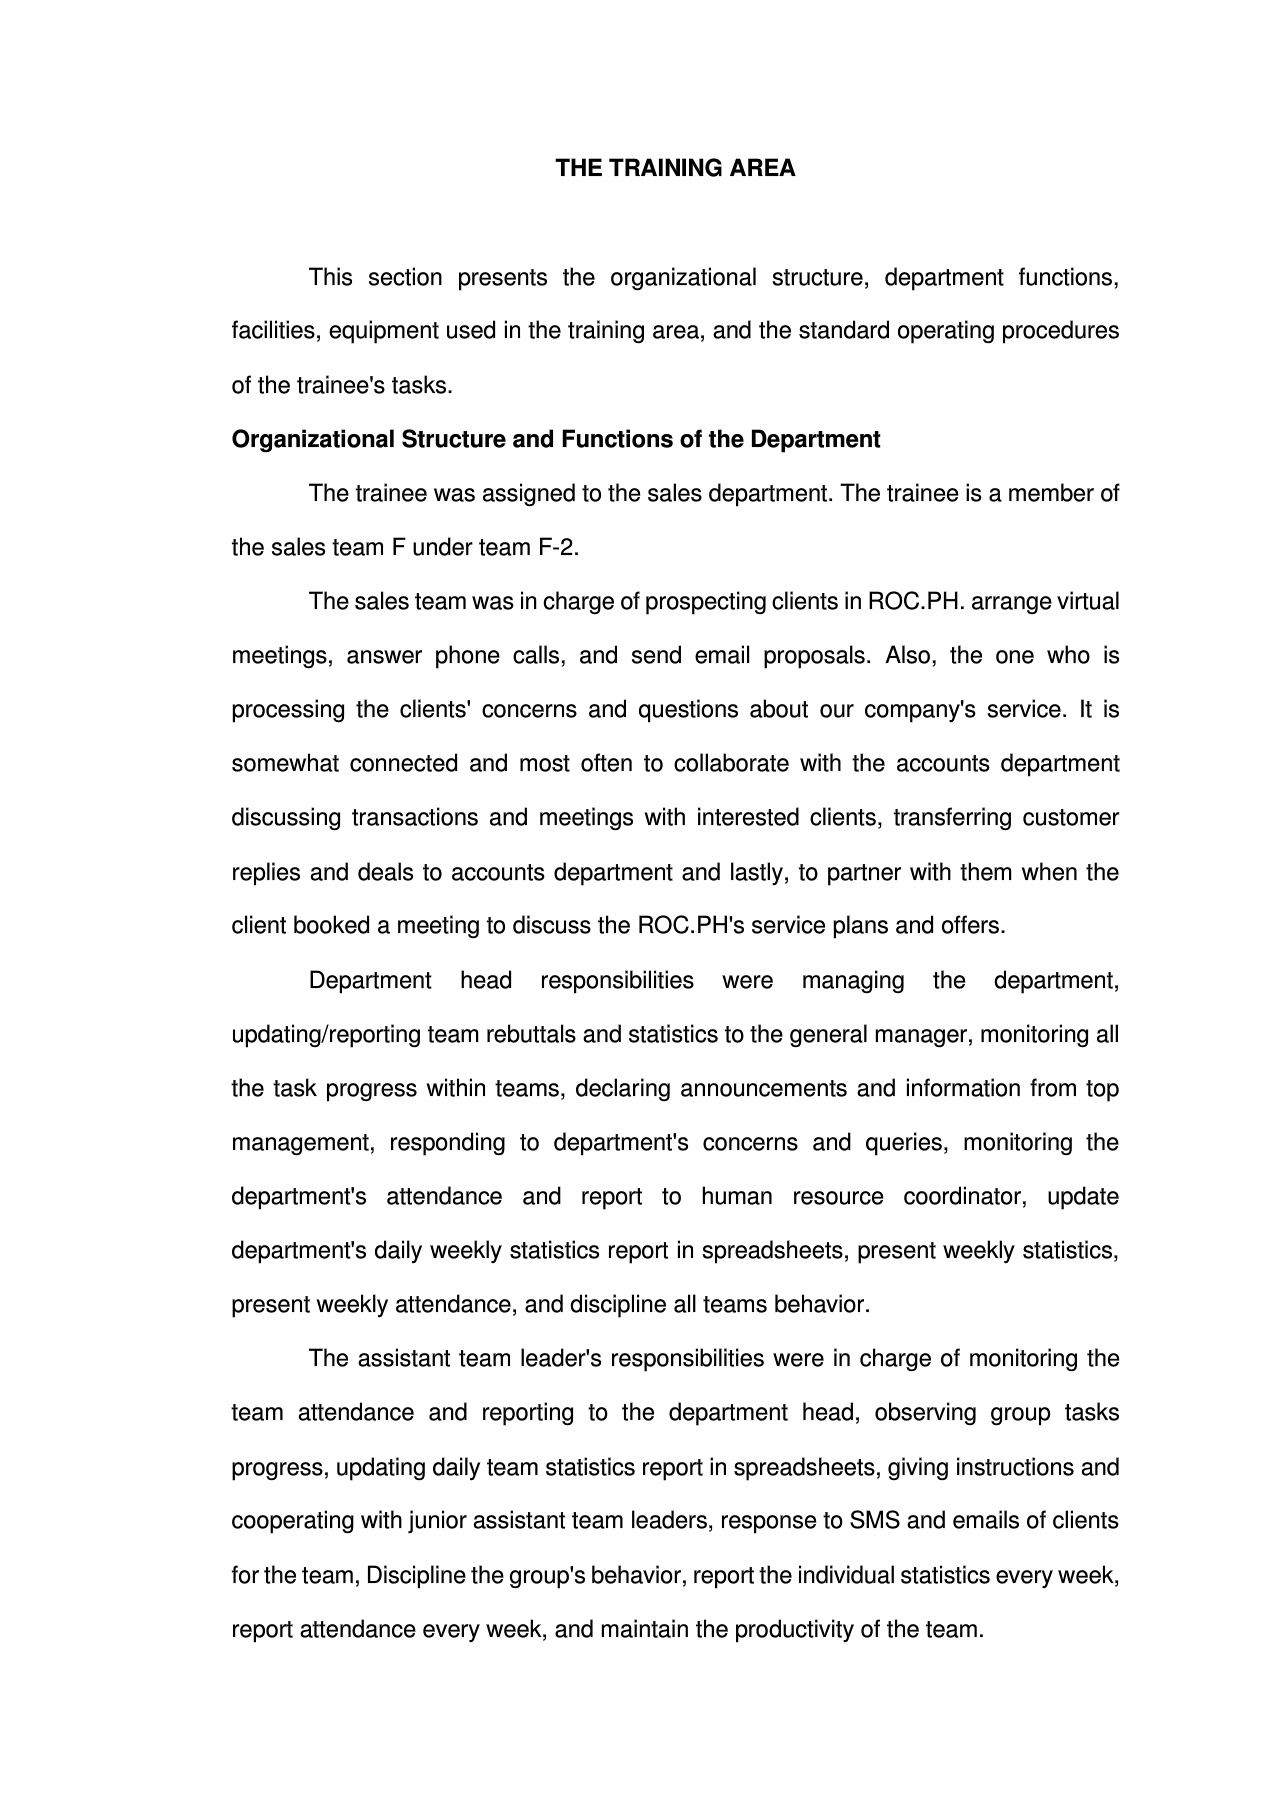 THE TRAINING AREA
This section presents the organizational structure, department functions,
facilities, equipment used in the training area, and the standard operating procedures
of the trainee's tasks.
Organizational Structure and Functions of the Department
The trainee was assigned to the sales department. The trainee is a member of
the sales team F under team F-2.
The sales team was in charge of prospecting clients in ROC.PH. arrange virtual
meetings, answer phone calls, and send email proposals. Also, the one who is
processing the clients' concerns and questions about our company's service. It is
somewhat connected and most often to collaborate with the accounts department
discussing transactions and meetings with interested clients, transferring customer
replies and deals to accounts department and lastly, to partner with them when the
client booked a meeting to discuss the ROC.PH's service plans and offers.
Department head responsibilities were managing the department,
updating/reporting team rebuttals and statistics to the general manager, monitoring all
the task progress within teams, declaring announcements and information from top
management, responding to department's concerns and queries, monitoring the
department's attendance and report to human resource coordinator, update
department's daily weekly statistics report in spreadsheets, present weekly statistics,
present weekly attendance, and discipline all teams behavior.
The assistant team leader's responsibilities were in charge of monitoring the
team attendance and reporting to the department head, observing group tasks
progress, updating daily team statistics report in spreadsheets, giving instructions and
cooperating with junior assistant team leaders, response to SMS and emails of clients
for the team, Discipline the group's behavior, report the individual statistics every week,
report attendance every week, and maintain the productivity of the team.